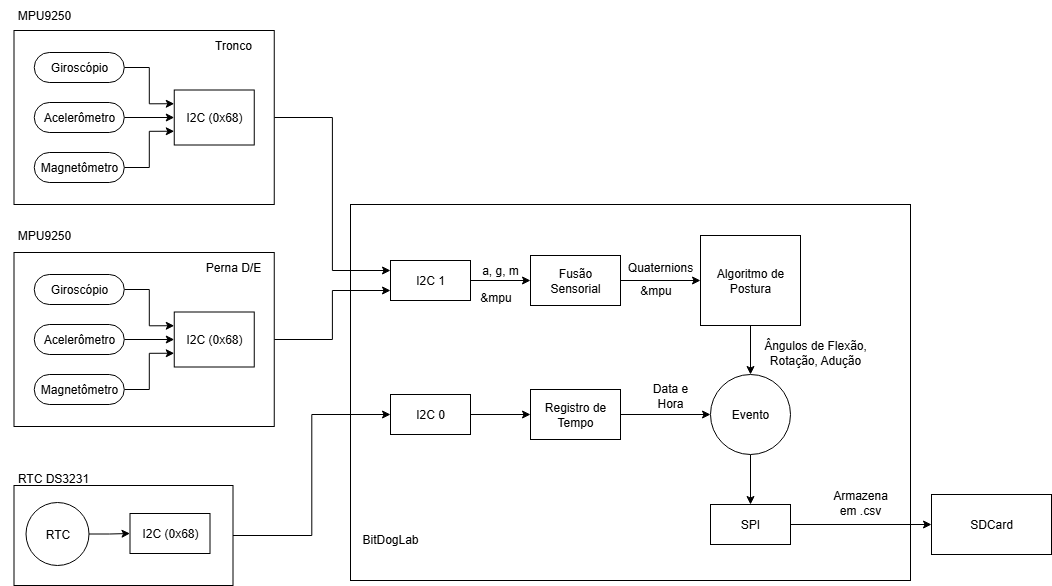 MPU9250
Tronco
Giroscópio
Acelerômetro
Magnetômetro
I2C (0x68)
MPU9250
Perna D/E
Giroscópio
Acelerômetro
Magnetômetro
I2C (0x68)
RTC DS3231
RTC
I2C (0x68)
I2C 1
a, g, m
&mpu
Fusão
Sensorial
Quaternions
&mpu
Algoritmo de
Postura
Ângulos de Flexão,
Rotação, Adução
I2C 0
Registro de
Tempo
Data e
Hora
Evento
SPI
Armazena
em .csv
SDCard
BitDogLab